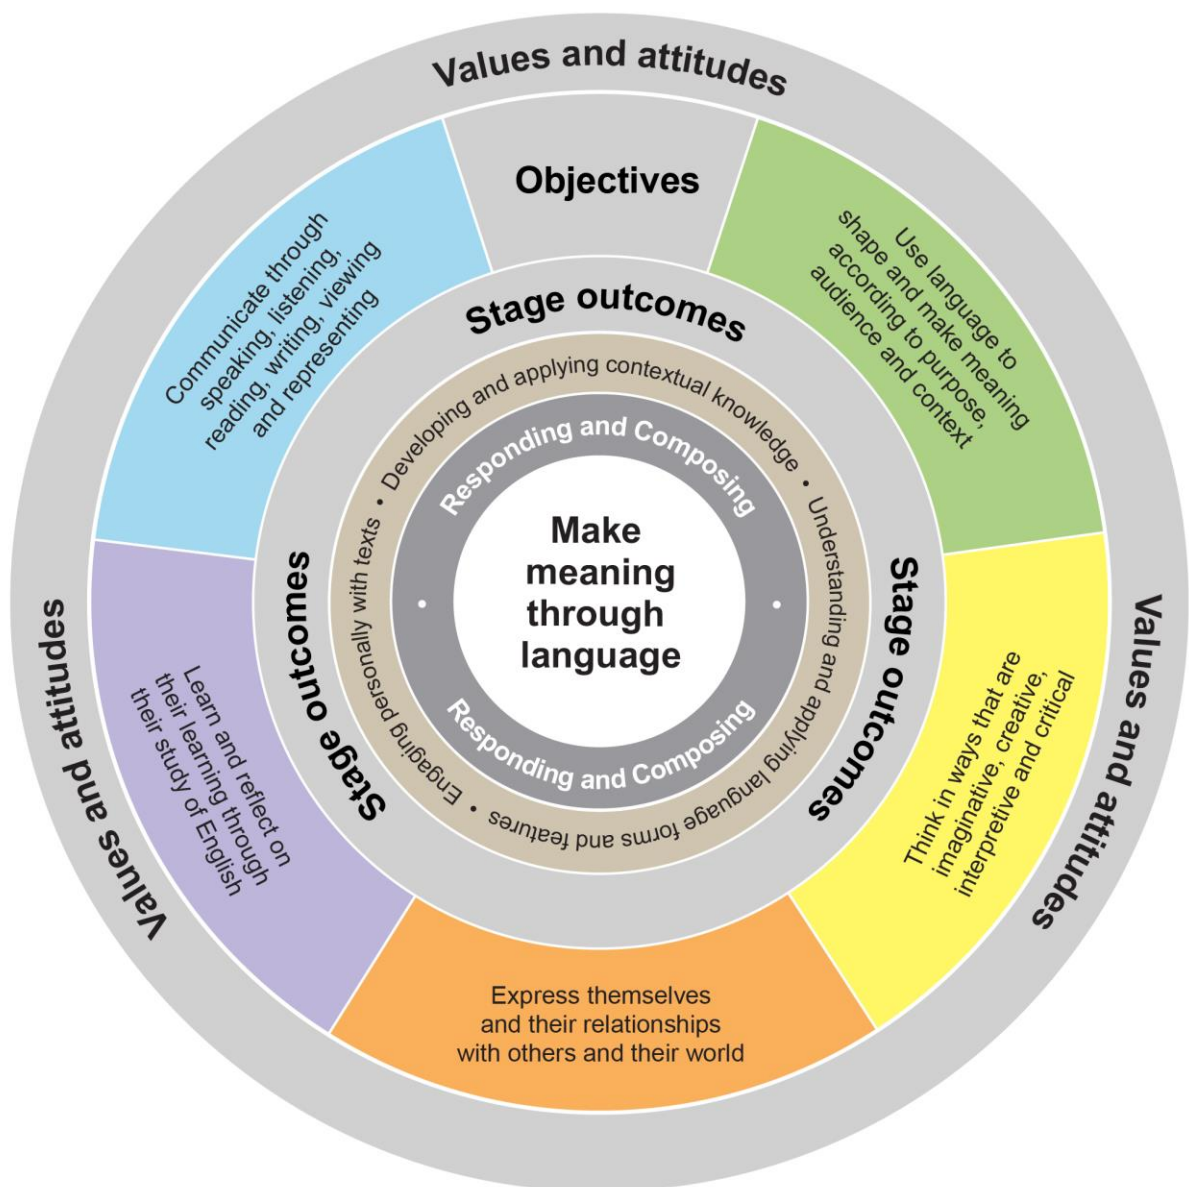 Values and attitudes
Objectives
Communicate through
speaking, listening,
reading, writing, viewing
and representing
Use language to
shape and make meaning
according to purpose,
audience and context
Think in ways that are
imaginative, creative,
interpretive and critical
Express themselves
and their relationships
with others and their world
Learn and reflect on
their learning through
their study of English
Values and attitudes
Values and attitudes
Stage outcomes
Stage outcomes
Stage outcomes
• Developing and applying contextual knowledge • Understanding and applying language forms and features • Engaging personally with texts
Responding and Composing
•
Responding and Composing
•
Make
meaning
through
language